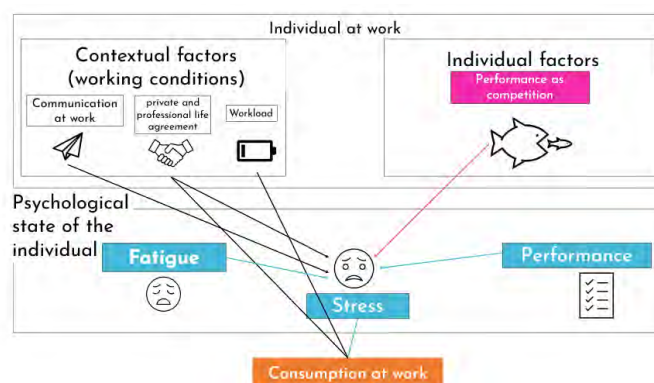 Individual at work
Contextual factors
(working conditions)
Communication
at work
private and
professional life
agreement
Workload
Individual factors
Performance as
competition
Psychological
state of the
individual
Fatigue
Stress
Performance
Consumption at work